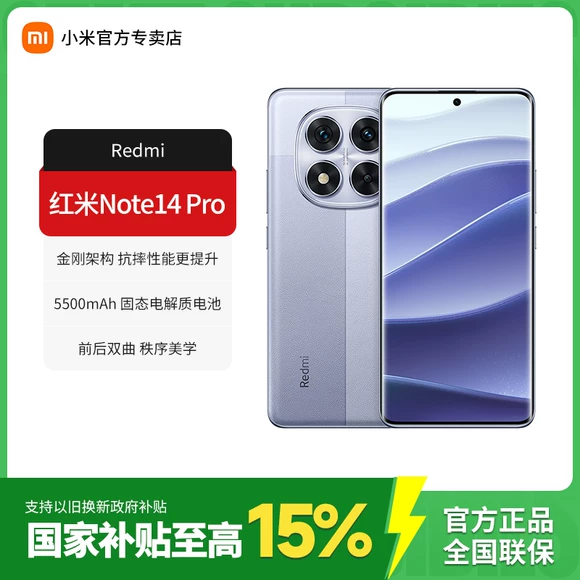 小米官方专卖店
Redmi
红米Note14 Pro
金刚架构 抗摔性能更提升
5500mAh 固态电解质电池
前后双曲 秩序美学
Redmi
支持以旧换新政府补贴
国家补贴至高15%
官方正品
全国联保